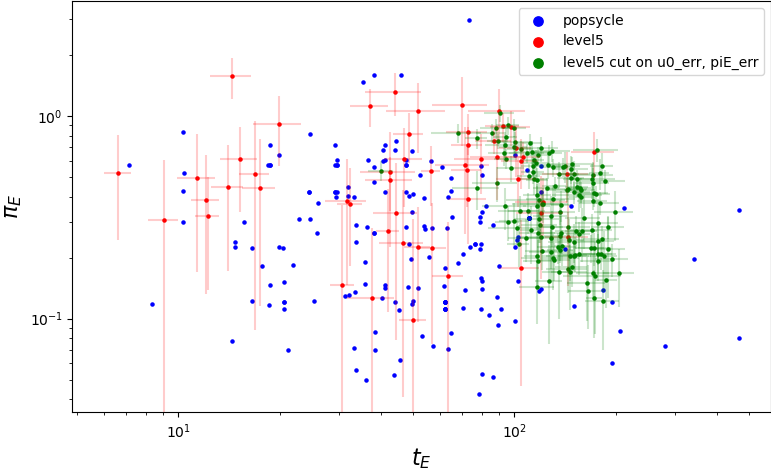 popsycle
level5
level5 cut on u0_err, piE_err
π_E
10⁰
10⁻¹
10¹
10²
t_E